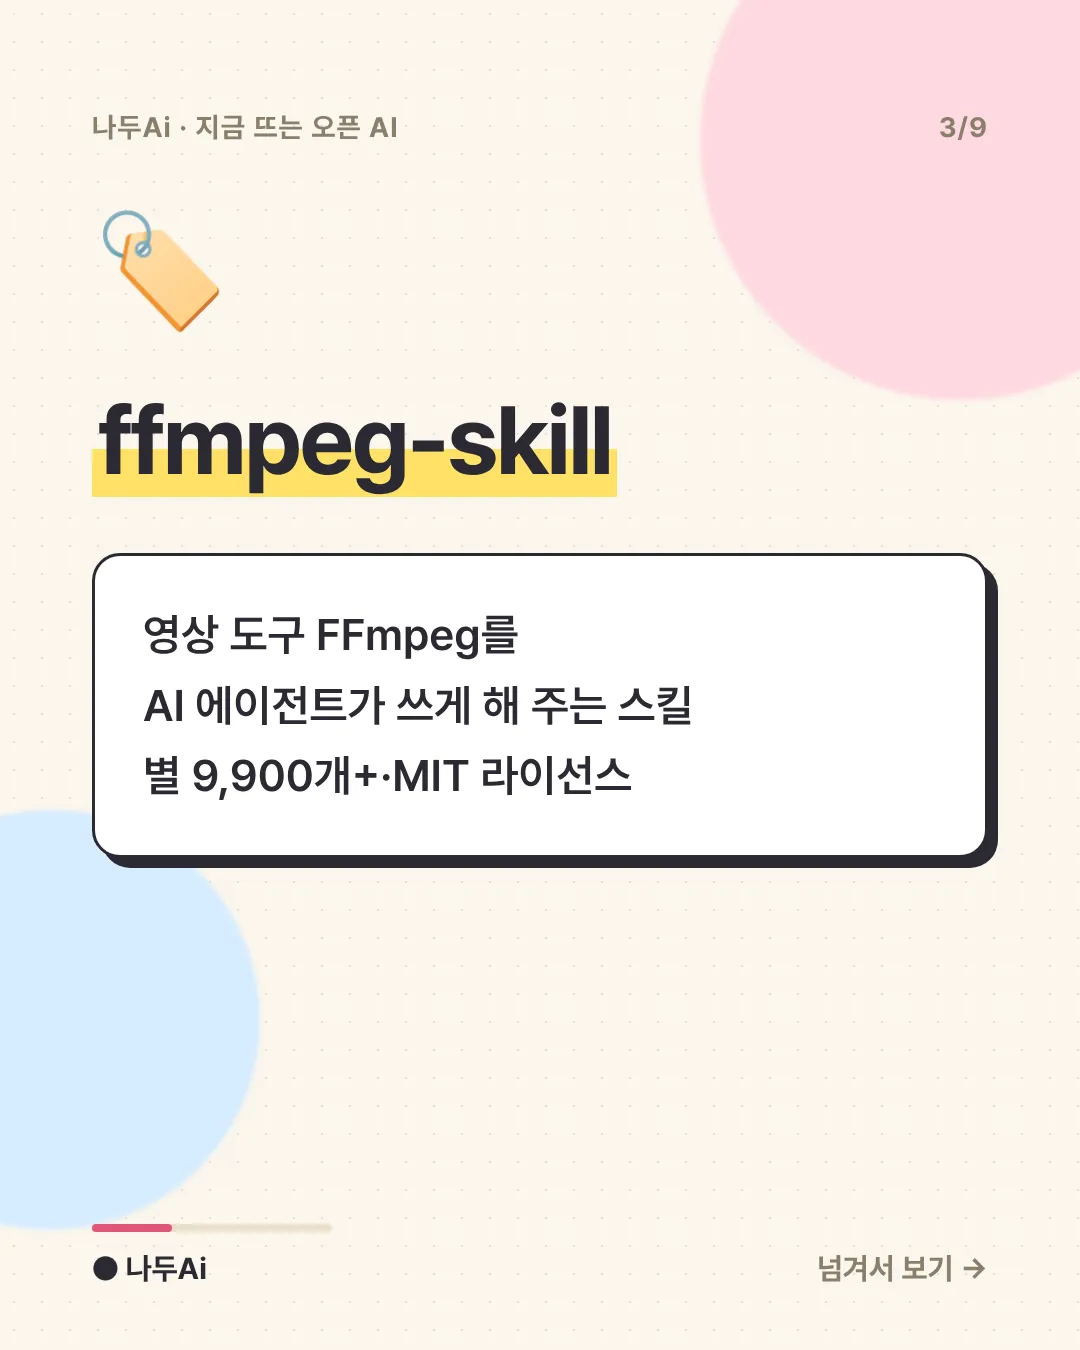 나두Ai · 지금 뜨는 오픈 AI
3/9
ffmpeg-skill
영상 도구 FFmpeg를
AI 에이전트가 쓰게 해 주는 스킬
별 9,900개+·MIT 라이선스
나두Ai
넘겨서 보기 →